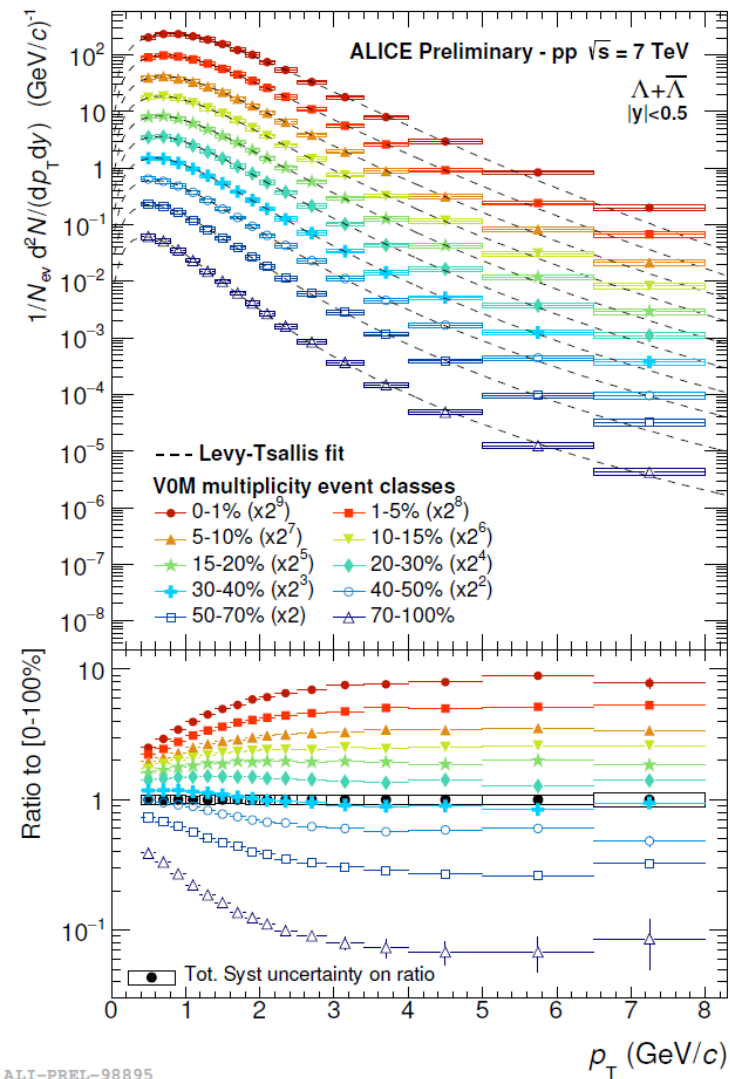 ALICE Preliminary - pp √s = 7 TeV
Λ+Λ̅
|y|<0.5
1/N_ev d²N/(dp_T dy) (GeV/c)⁻¹
10²
10
1
10⁻¹
10⁻²
10⁻³
10⁻⁴
10⁻⁵
10⁻⁶
10⁻⁷
10⁻⁸
Levy-Tsallis fit
V0M multiplicity event classes
0-1% (x2⁹) 1-5% (x2⁸)
5-10% (x2⁷) 10-15% (x2⁶)
15-20% (x2⁵) 20-30% (x2⁴)
30-40% (x2³) 40-50% (x2²)
50-70% (x2) 70-100%
Ratio to [0-100%]
10
1
10⁻¹
Tot. Syst uncertainty on ratio
0 1 2 3 4 5 6 7 8
p_T (GeV/c)
ALI-PREL-98895